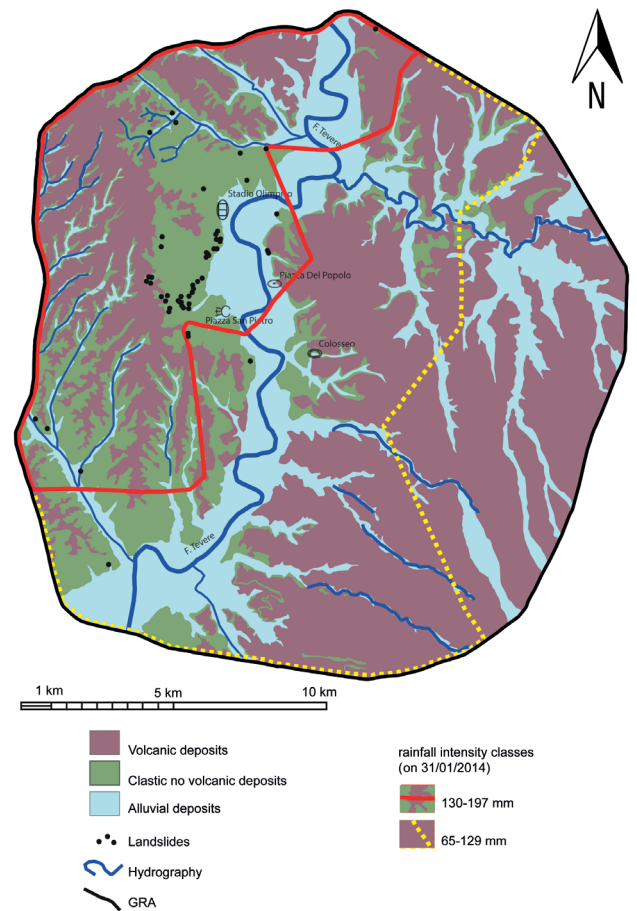 N
F. Tevere
Stadio Olimpico
Piazza Del Popolo
Piazza San Pietro
Colosseo
F. Tevere
1 km 5 km 10 km
Volcanic deposits
Clastic no volcanic deposits
Alluvial deposits
Landslides
Hydrography
GRA
rainfall intensity classes
(on 31/01/2014)
130-197 mm
65-129 mm